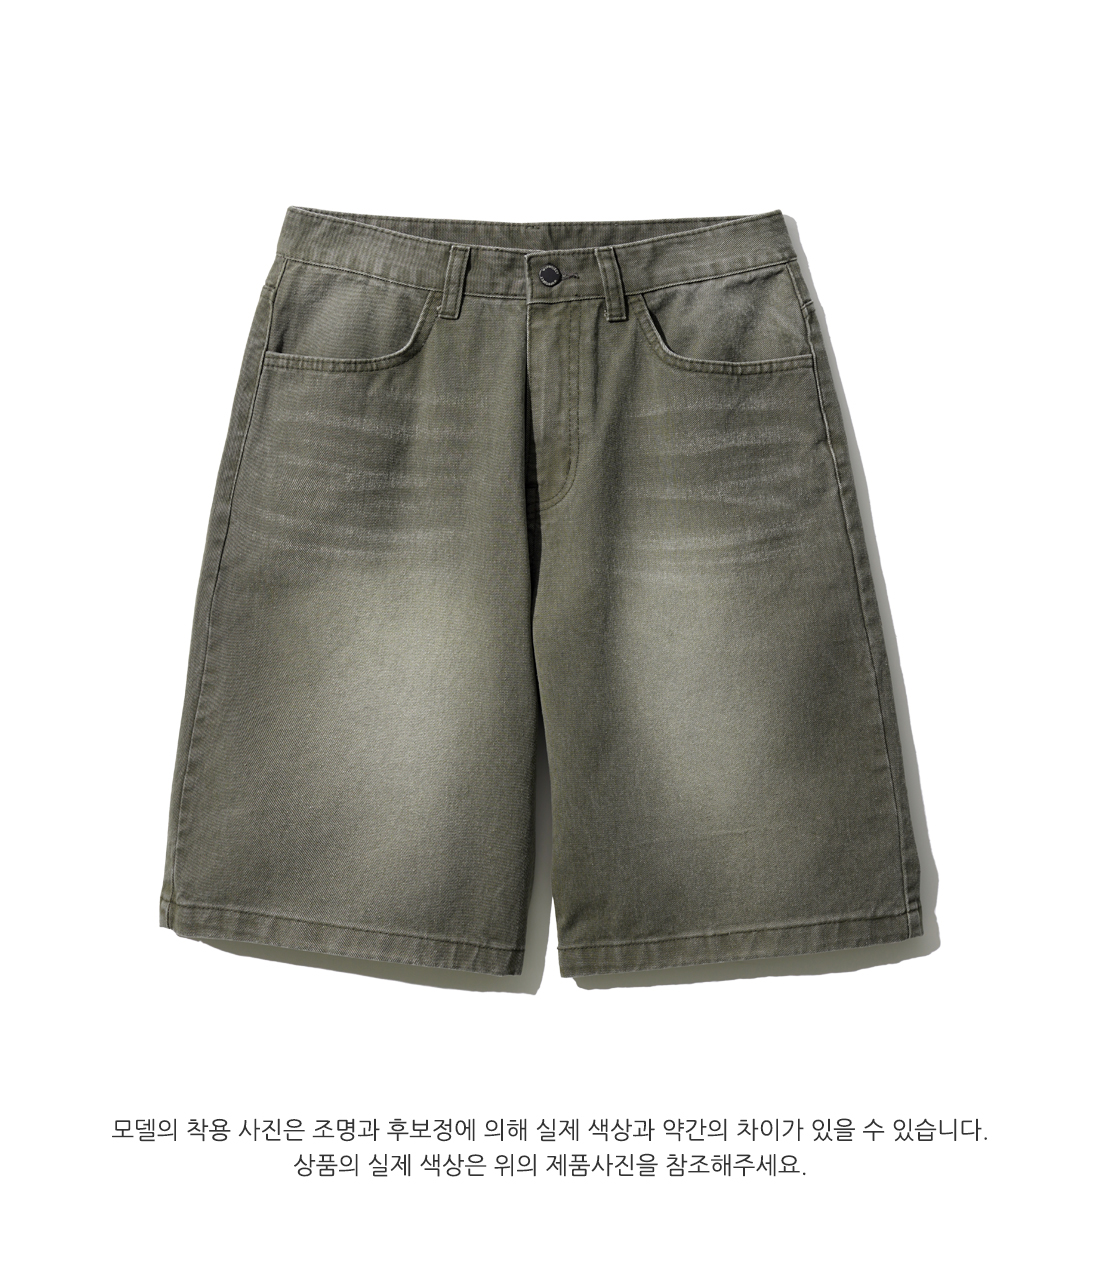 모델의 착용 사진은 조명과 후보정에 의해 실제 색상과 약간의 차이가 있을 수 있습니다.
상품의 실제 색상은 위의 제품사진을 참조해주세요.